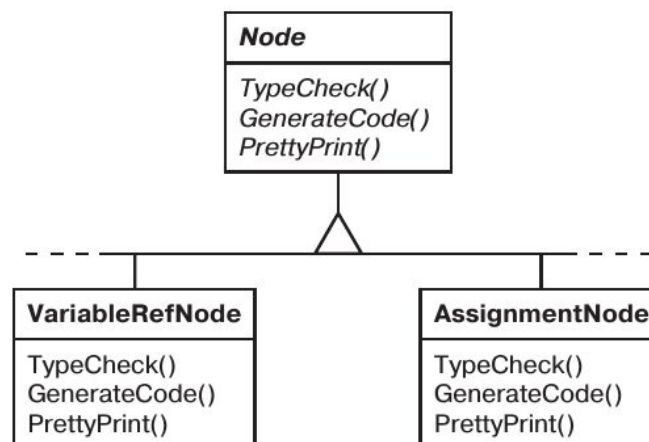 Node
TypeCheck()
GenerateCode()
PrettyPrint()
VariableRefNode
TypeCheck()
GenerateCode()
PrettyPrint()
AssignmentNode
TypeCheck()
GenerateCode()
PrettyPrint()